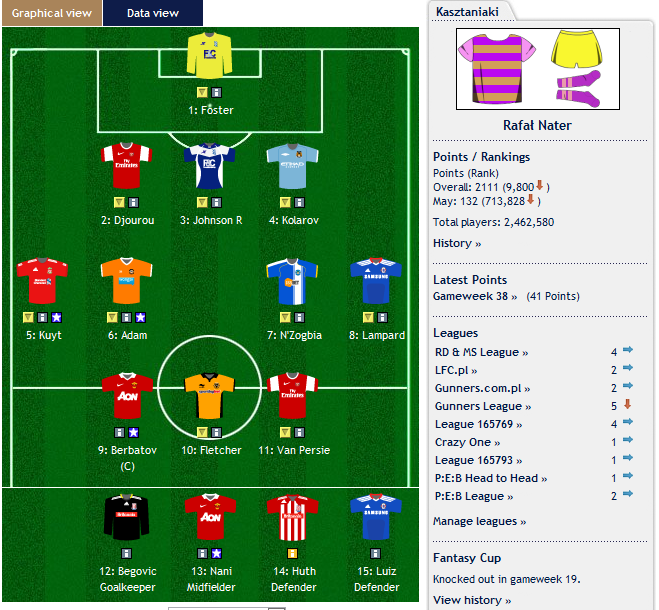 Graphical view
Data view
1: Foster
2: Djourou
3: Johnson R
4: Kolarov
5: Kuyt
6: Adam
7: N'Zogbia
8: Lampard
9: Berbatov
(C)
10: Fletcher
11: Van Persie
12: Begovic
Goalkeeper
13: Nani
Midfielder
14: Huth
Defender
15: Luiz
Defender
Kasztaniaki
Rafał Nater
Points / Rankings
Points (Rank)
Overall: 2111 (9,800 )
May: 132 (713,828 )
Total players: 2,462,580
History »
Latest Points
Gameweek 38 » (41 Points)
Leagues
RD & MS League » 4
LFC.pl » 2
Gunners.com.pl » 2
Gunners League » 5
League 165769 » 4
Crazy One » 1
League 165793 » 1
P:E:B Head to Head » 1
P:E:B League » 2
Manage leagues »
Fantasy Cup
Knocked out in gameweek 19.
View history »